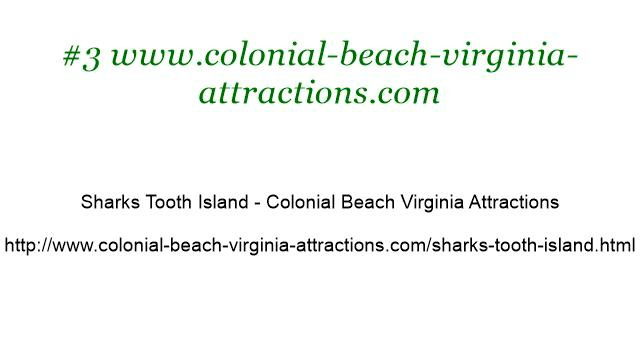 #3 www.colonial-beach-virginia-
attractions.com
Sharks Tooth Island - Colonial Beach Virginia Attractions
http://www.colonial-beach-virginia-attractions.com/sharks-tooth-island.html